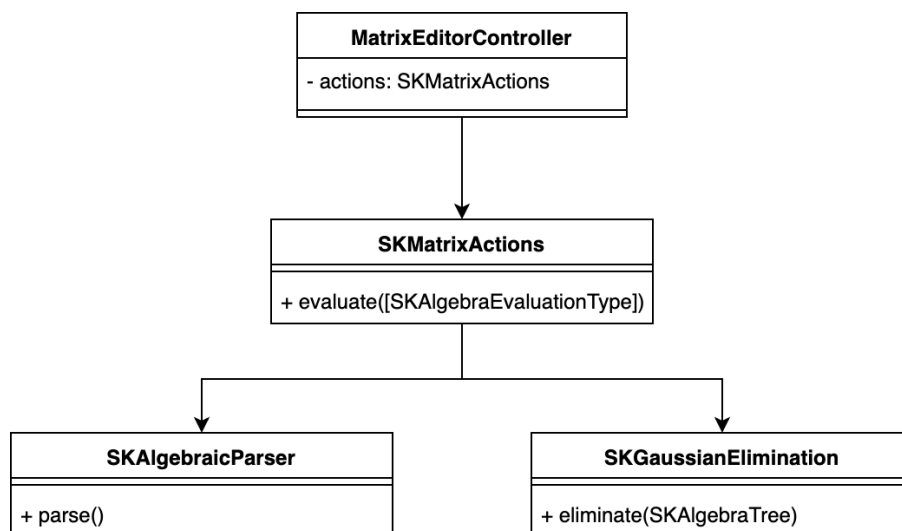 MatrixEditorController
- actions: SKMatrixActions
SKMatrixActions
+ evaluate([SKAlgebraEvaluationType])
SKAlgebraicParser
+ parse()
SKGaussianElimination
+ eliminate(SKAlgebraTree)